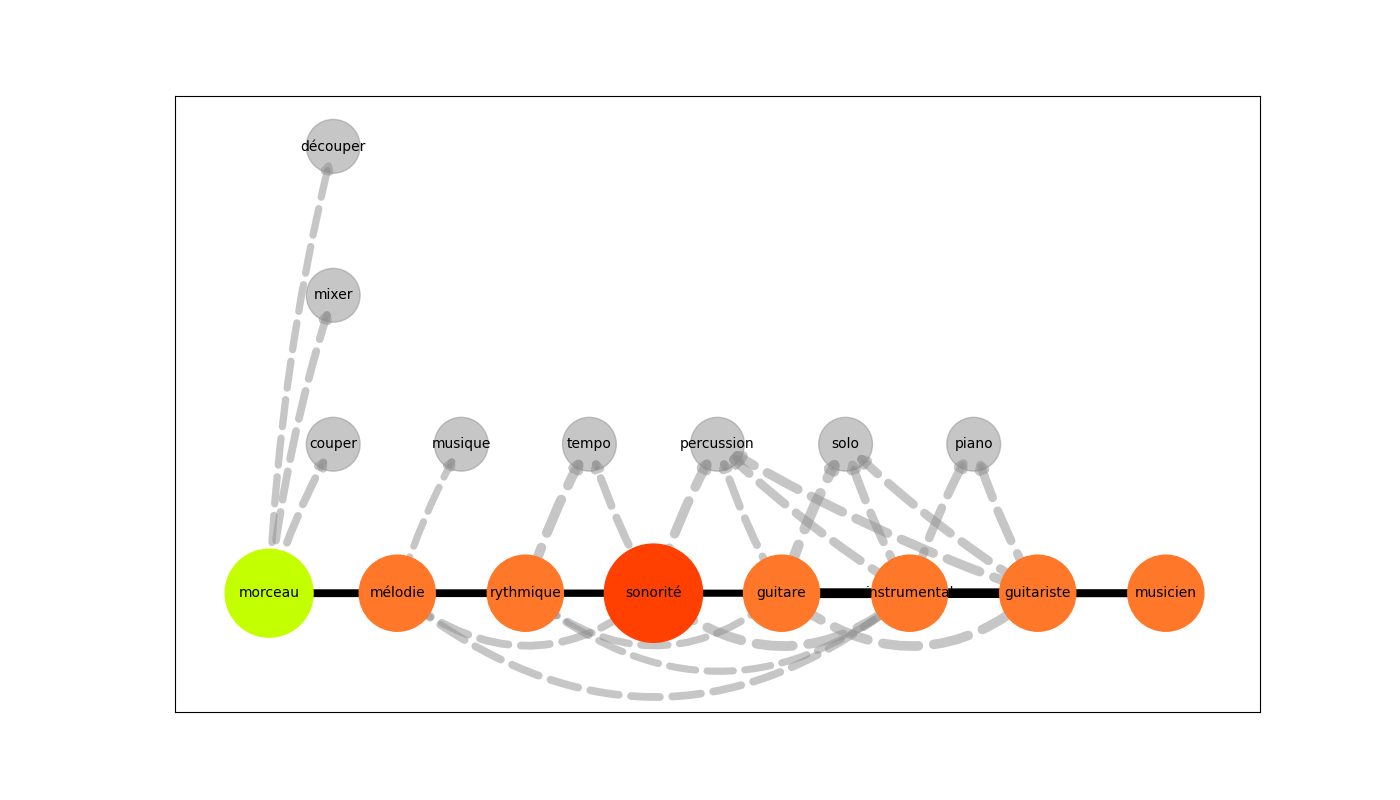 découper
mixer
couper musique tempo percussion solo piano
morceau mélodie rythmique sonorité guitare instrumental guitariste musicien